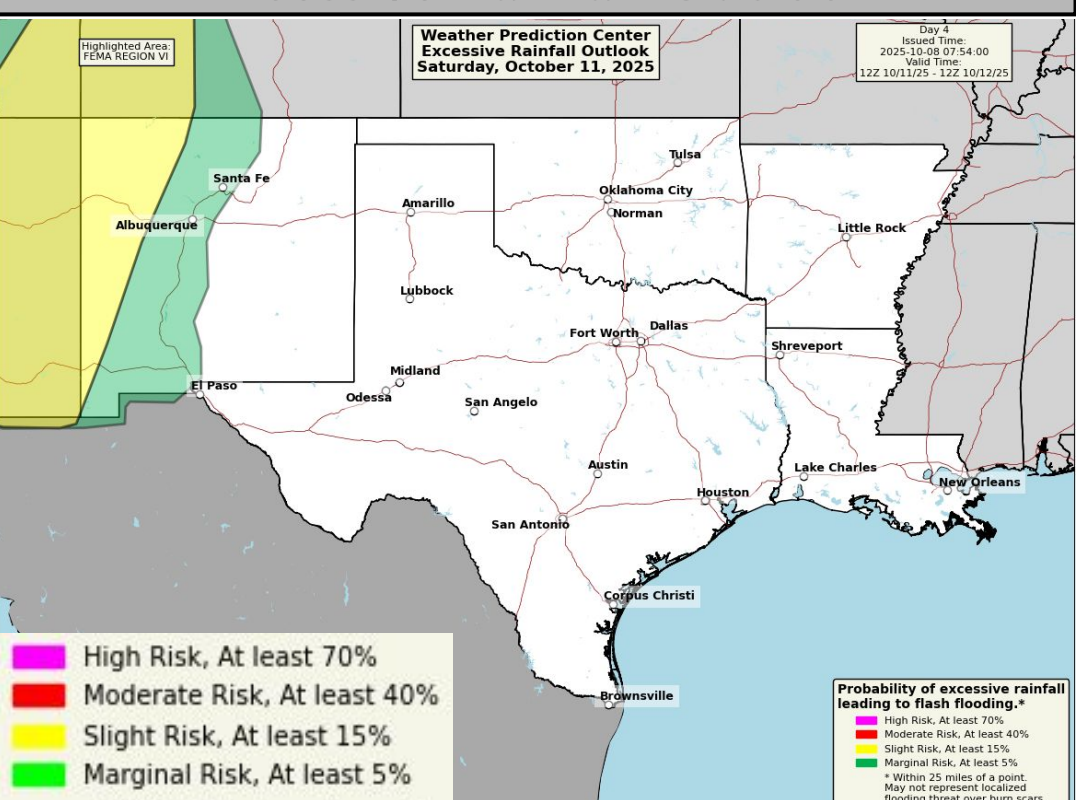 Highlighted Area:
FEMA REGION VI
Weather Prediction Center
Excessive Rainfall Outlook
Saturday, October 11, 2025
Day 4
Issued Time:
2025-10-08 07:54:00
Valid Time:
12Z 10/11/25 - 12Z 10/12/25
Santa Fe
Albuquerque
Amarillo
Tulsa
Oklahoma City
Norman
Little Rock
Lubbock
Fort Worth
Dallas
Shreveport
Midland
Odessa
El Paso
San Angelo
Austin
Lake Charles
New Orleans
Houston
San Antonio
Corpus Christi
Brownsville
High Risk, At least 70%
Moderate Risk, At least 40%
Slight Risk, At least 15%
Marginal Risk, At least 5%
Probability of excessive rainfall
leading to flash flooding.*
High Risk, At least 70%
Moderate Risk, At least 40%
Slight Risk, At least 15%
Marginal Risk, At least 5%
* Within 25 miles of a point.
May not represent localized
flooding threat over burn scars